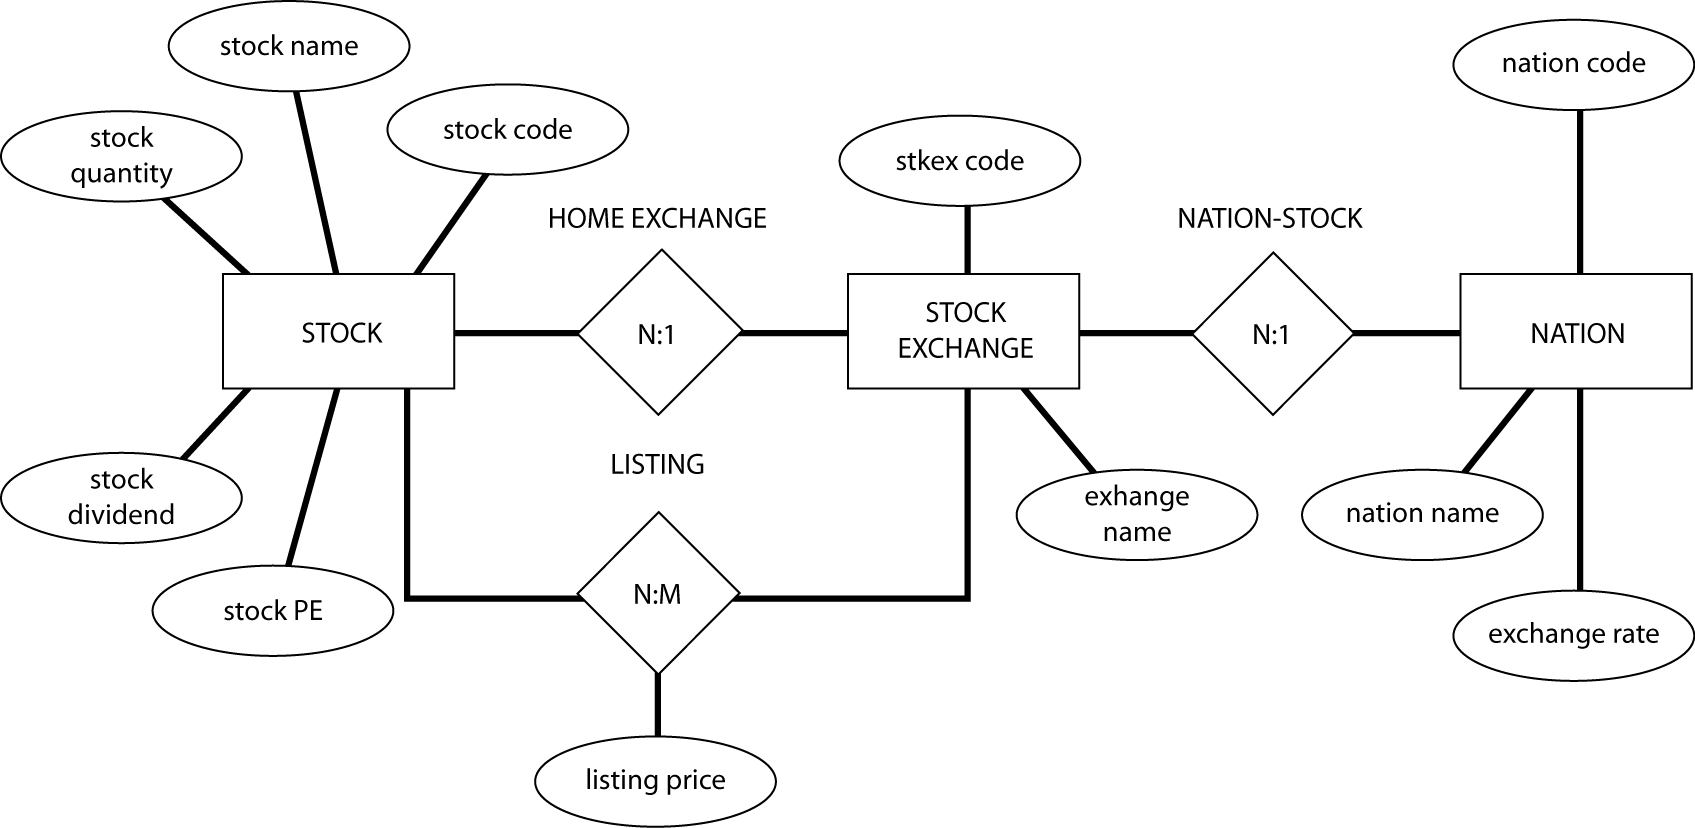 stock name
nation code
stock code
stock
quantity
stkex code
HOME EXCHANGE
NATION-STOCK
STOCK
N:1
STOCK
EXCHANGE
N:1
NATION
LISTING
stock
dividend
exhange
name
nation name
N:M
stock PE
exchange rate
listing price